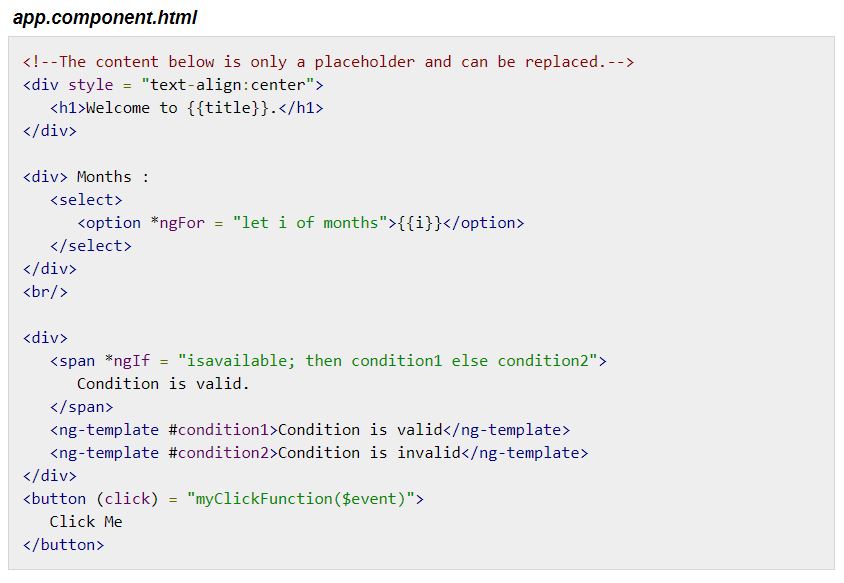 app.component.html
<!--The content below is only a placeholder and can be replaced.-->
<div style = "text-align:center">
<h1>Welcome to {{title}}.</h1>
</div>
<div> Months :
<select>
<option *ngFor = "let i of months">{{i}}</option>
</select>
</div>
<br/>
<div>
<span *ngIf = "isavailable; then condition1 else condition2">
Condition is valid.
</span>
<ng-template #condition1>Condition is valid</ng-template>
<ng-template #condition2>Condition is invalid</ng-template>
</div>
<button (click) = "myClickFunction($event)">
Click Me
</button>